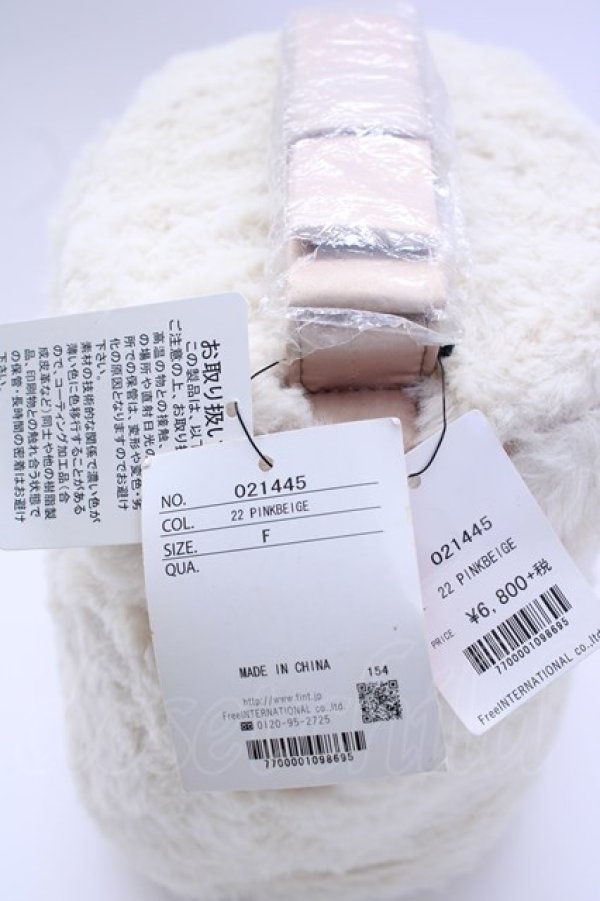 お取り扱い
この製品は、以下
ご注意の上、お取り扱
高温の物との接触、
の場所や直射日光の
所での保管は、変形や変色・劣
化の原因となりますのでお避け
下さい。
素材の技術的な関係で濃い色が
薄い色に色移行することがある
ので、コーティング加工品(合
成皮革など)同士や他の樹脂製
品、印刷物との触れ合う状態で
の保管・長時間の密着はお避け
下さい。
NO. 021445
COL. 22 PINKBEIGE
SIZE. F
QUA.
MADE IN CHINA
154
http://www.fint.jp
FreeINTERNATIONAL co.,ltd.
0120-95-2725
7700001098695
021445
22 PINKBEIGE
PRICE ¥6,800+税
7700001098695
FreeINTERNATIONAL co.,ltd.